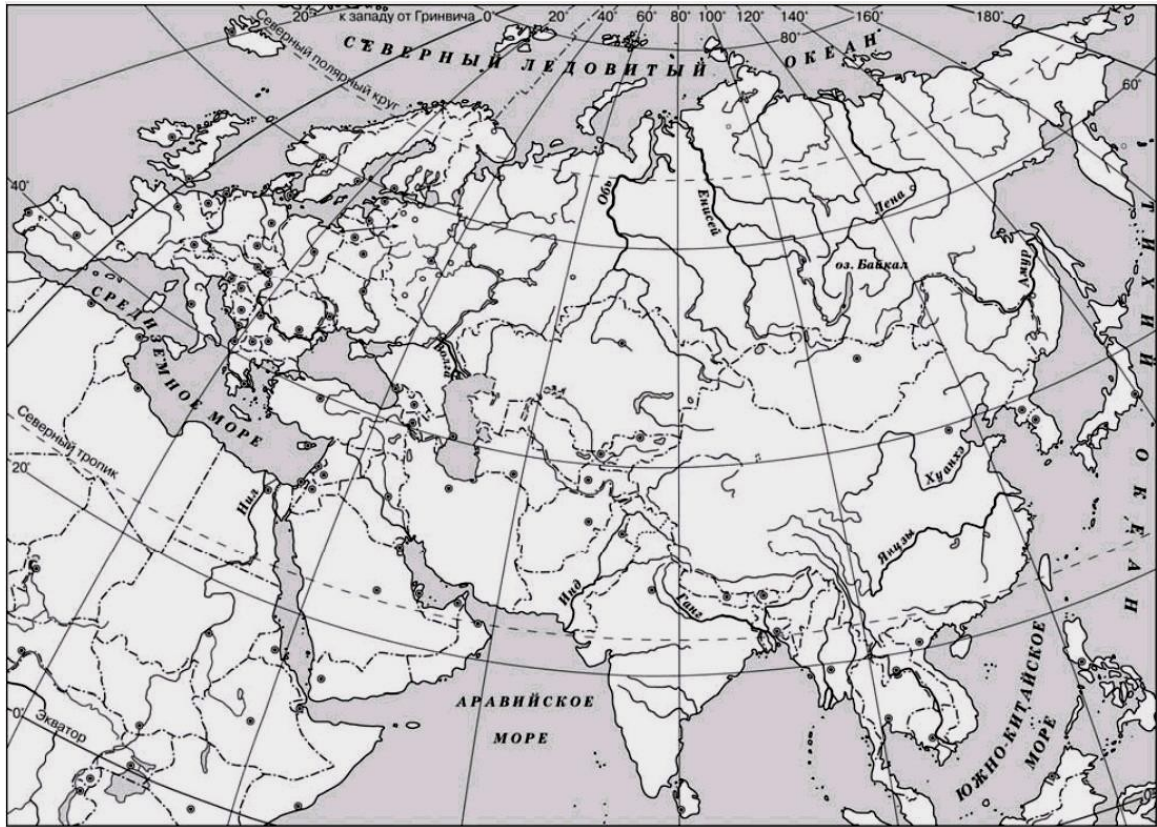 20° к западу от Гринвича 0° 20° 40° 60° 80° 100° 120° 140° 160° 180°
Северный полярный круг
СЕВЕРНЫЙ ЛЕДОВИТЫЙ ОКЕАН
80°
60°
40°
Обь
Енисей
Лена
оз. Байкал
Амур
ТИХИЙ ОКЕАН
СРЕДИЗЕМНОЕ МОРЕ
Волга
Северный тропик
20°
Нил
Хуанхэ
Янцзы
Инд
Ганг
АРАВИЙСКОЕ
МОРЕ
ЮЖНО-КИТАЙСКОЕ
МОРЕ
0°
Экватор
0°